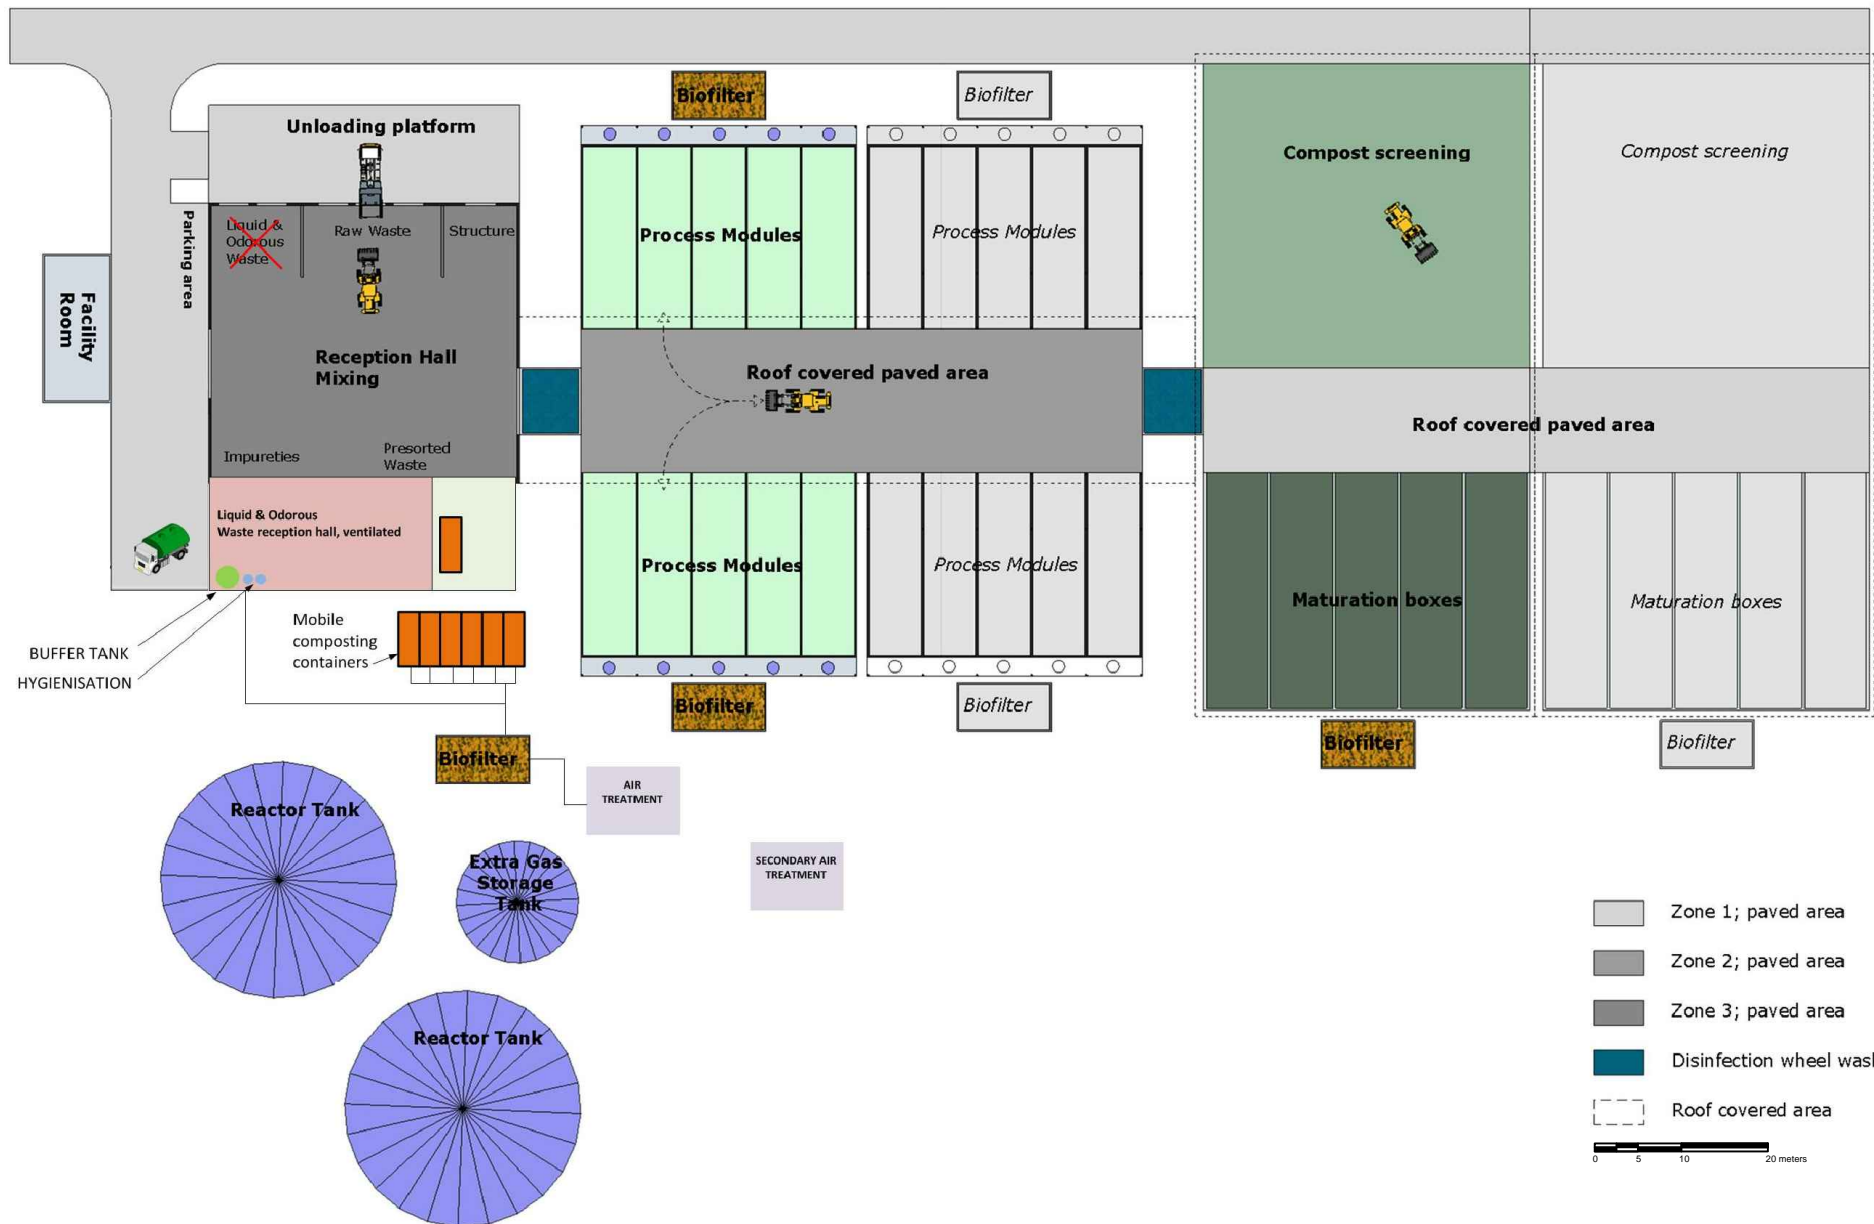 Biofilter
Biofilter
Unloading platform
Compost screening
Compost screening
Parking area
Liquid &
Odorous
Waste
Raw Waste
Structure
Process Modules
Process Modules
Facility
Room
Reception Hall
Mixing
Roof covered paved area
Roof covered paved area
Impureties
Presorted
Waste
Liquid & Odorous
Waste reception hall, ventilated
Process Modules
Process Modules
Maturation boxes
Maturation boxes
Mobile
composting
containers
BUFFER TANK
HYGIENISATION
Biofilter
Biofilter
Biofilter
Biofilter
Biofilter
AIR
TREATMENT
Reactor Tank
Extra Gas
Storage
Tank
SECONDARY AIR
TREATMENT
Reactor Tank
Zone 1; paved area
Zone 2; paved area
Zone 3; paved area
Disinfection wheel wash
Roof covered area
0 5 10 20 meters